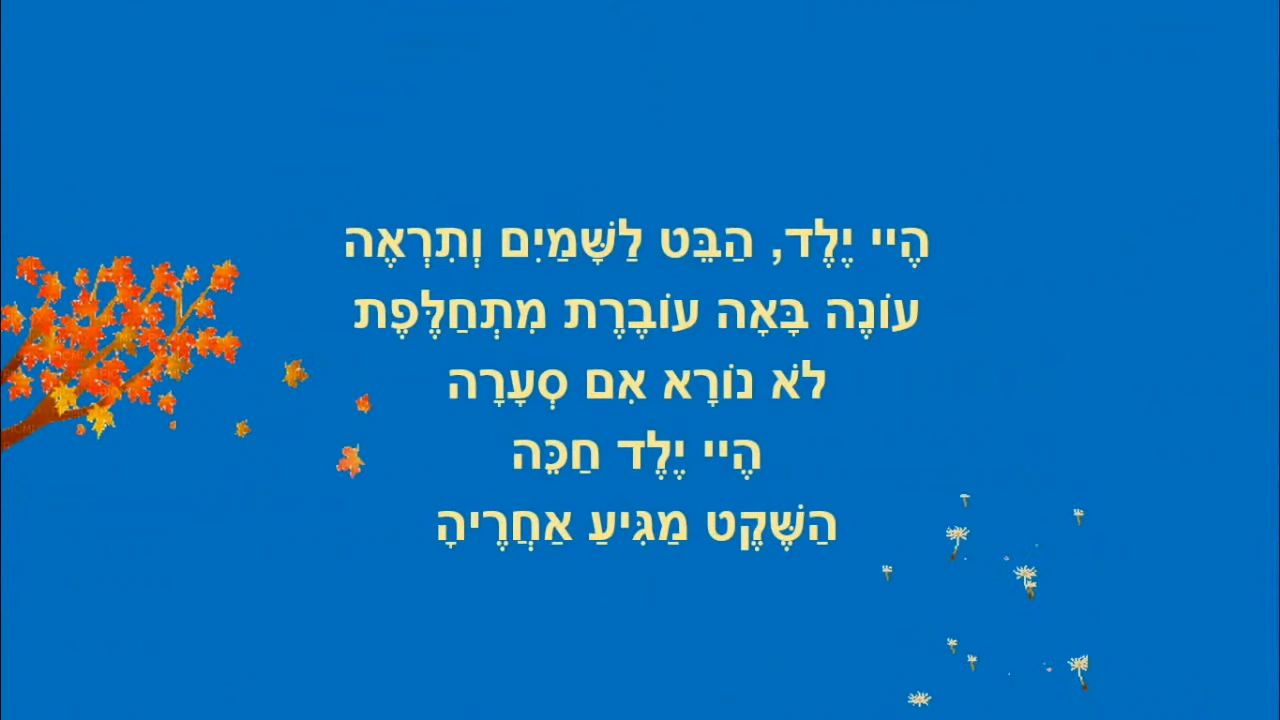 הֶיי יֶלֶד, הַבֵּט לַשָּׁמַיִם וְתִרְאֶה
עוֹנֶה בָּאָה עוֹבֶרֶת מִתְחַלֶּפֶת
לֹא נוֹרָא אִם סְעָרָה
הֶיי יֶלֶד חַכֵּה
הַשֶּׁקֶט מַגִּיעַ אַחֲרֶיהָ